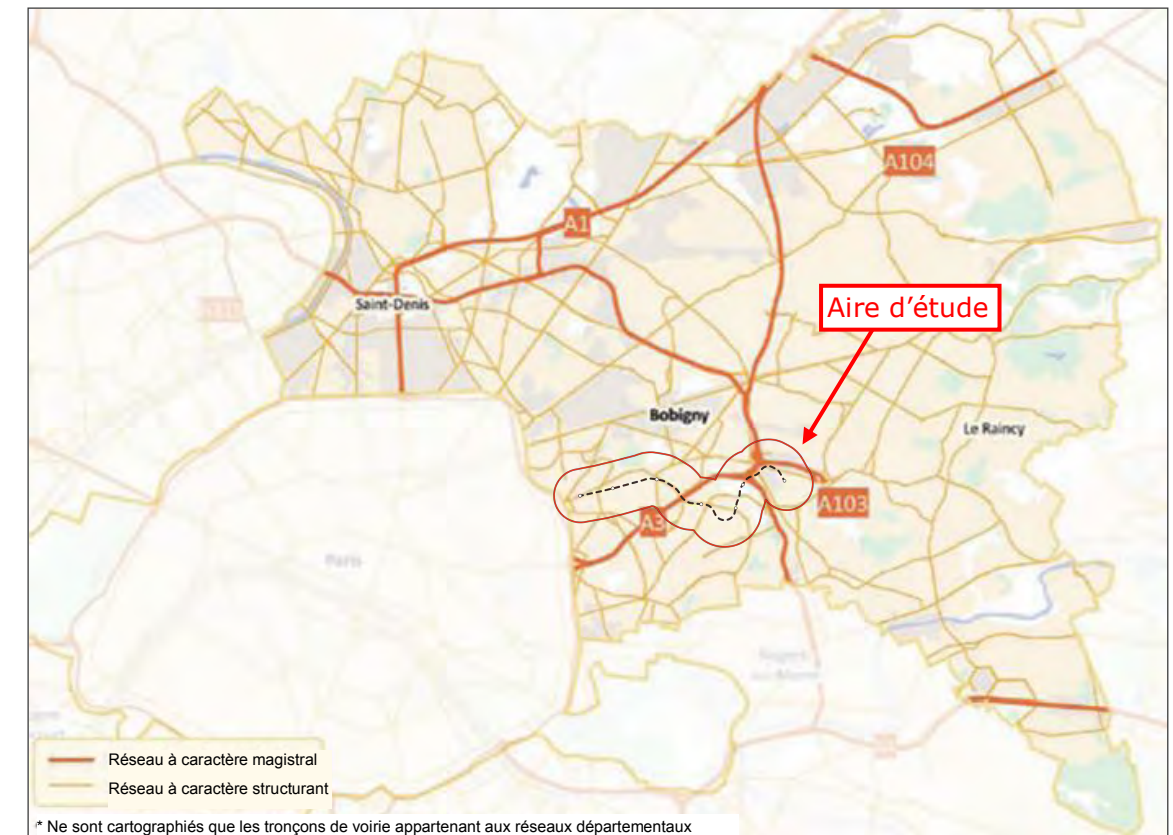 A104
A1
Saint-Denis
Aire d'étude
Bobigny
Le Raincy
A103
A3
Paris
Réseau à caractère magistral
Réseau à caractère structurant
* Ne sont cartographiés que les tronçons de voirie appartenant aux réseaux départementaux